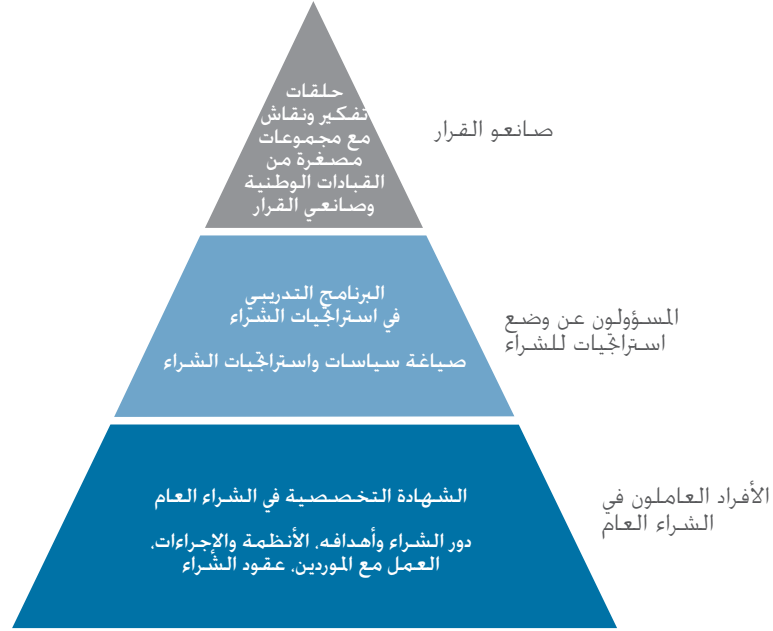 حلقات
تفكير ونقاش
مع مجموعات
مصغرة من
القبادات الوطنية
وصانعي القرار
صانعو القرار
البرنامج التدريبي
في استراتجيات الشراء
صياغة سياسات واستراتجيات الشراء
المسؤولون عن وضع
استراتجيات للشراء
الشهادة التخصصية في الشراء العام
دور الشراء وأهدافه، الأنظمة والإجراءات،
العمل مع الموردين، عقود الشراء
الأفراد العاملون في
الشراء العام